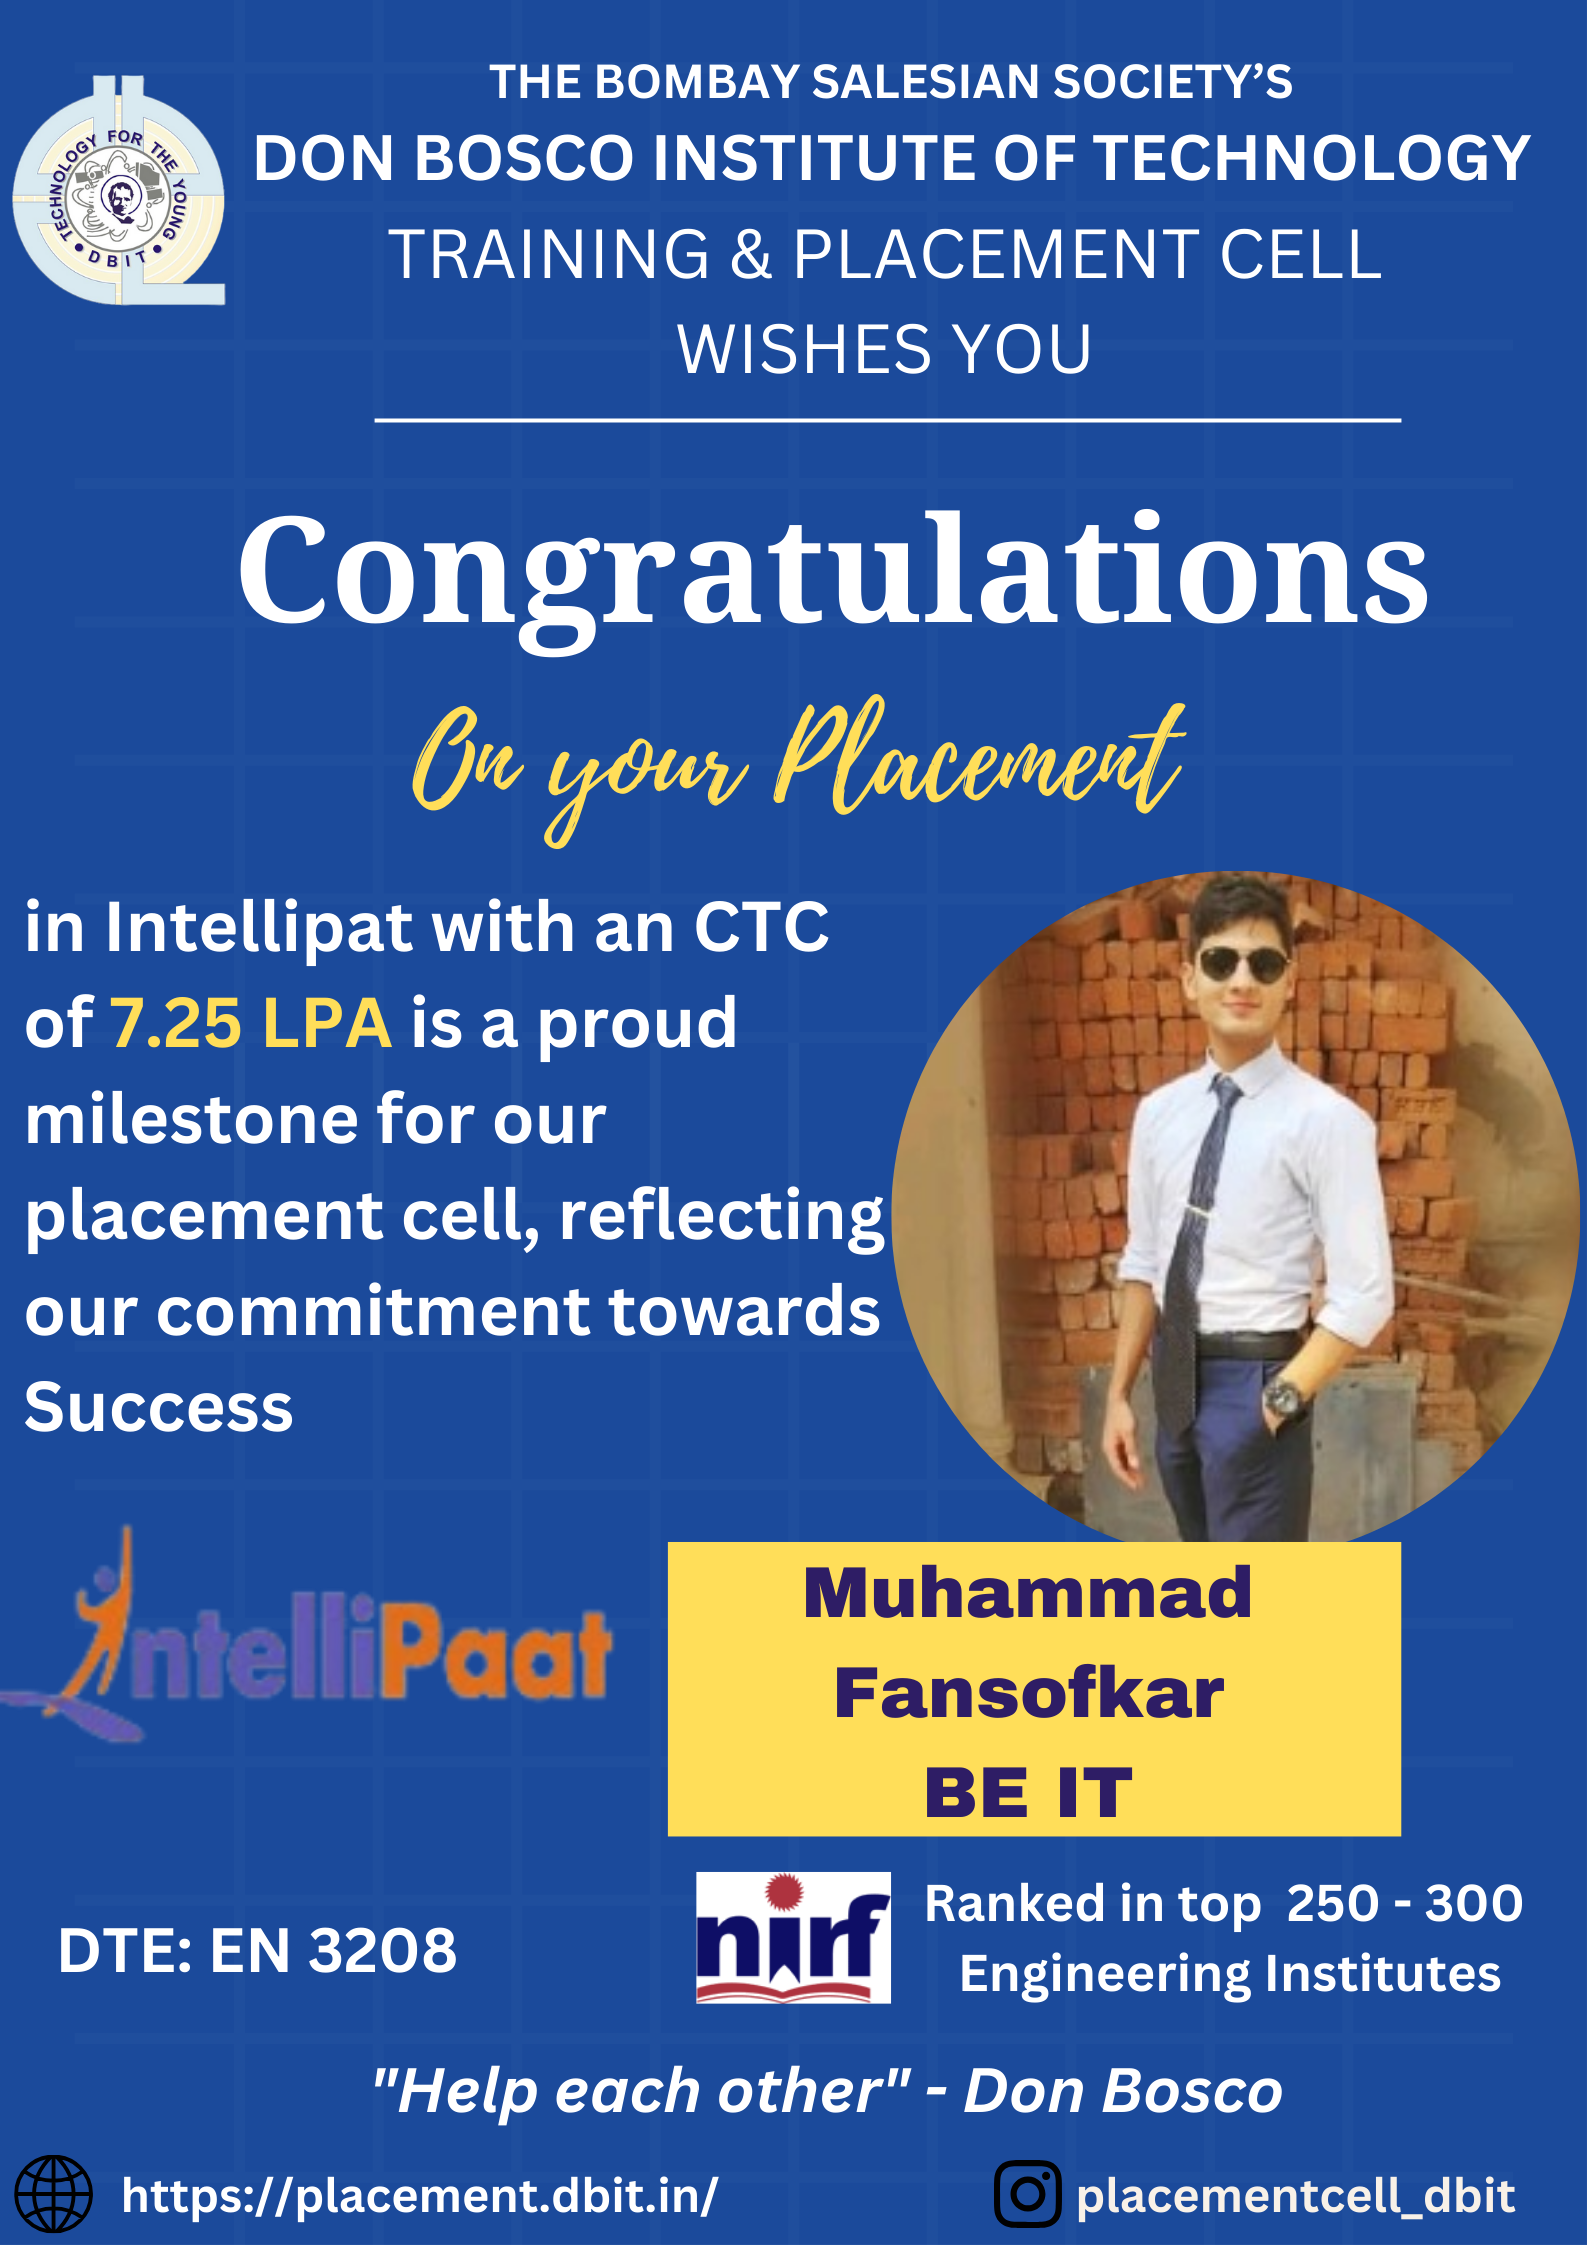 THE BOMBAY SALESIAN SOCIETY’S
DON BOSCO INSTITUTE OF TECHNOLOGY
TRAINING & PLACEMENT CELL
WISHES YOU
TECHNOLOGY FOR THE YOUNG
• DBIT •
Congratulations
On your Placement
in Intellipat with an CTC
of 7.25 LPA is a proud
milestone for our
placement cell, reflecting
our commitment towards
Success
IntelliPaat
Muhammad
Fansofkar
BE IT
DTE: EN 3208
nirf
Ranked in top 250 - 300
Engineering Institutes
"Help each other" - Don Bosco
https://placement.dbit.in/
placementcell_dbit